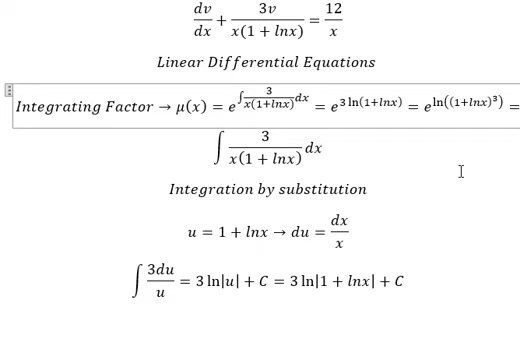 dv/dx + 3v/x(1 + lnx) = 12/x
Linear Differential Equations
Integrating Factor → μ(x) = e^∫3/x(1+lnx)dx = e^3 ln(1+lnx) = e^ln((1+lnx)^3) =
∫ 3/x(1 + lnx) dx
Integration by substitution
u = 1 + lnx → du = dx/x
∫ 3du/u = 3 ln|u| + C = 3 ln|1 + lnx| + C